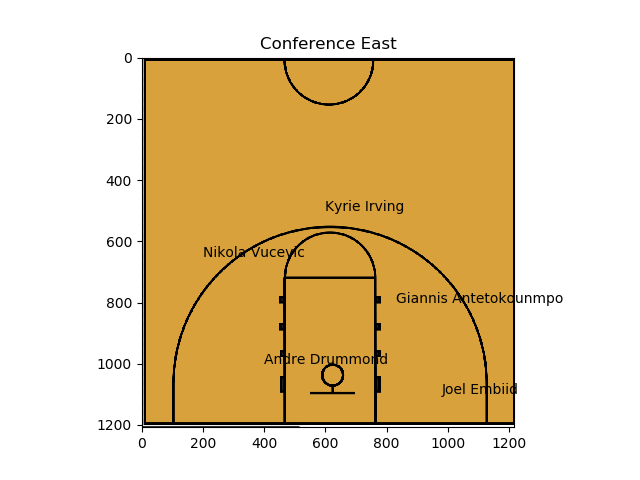 Conference East
0
200
400
Kyrie Irving
600
Nikola Vucevic
800
Giannis Antetokounmpo
1000
Andre Drummond
Joel Embiid
1200
0 200 400 600 800 1000 1200